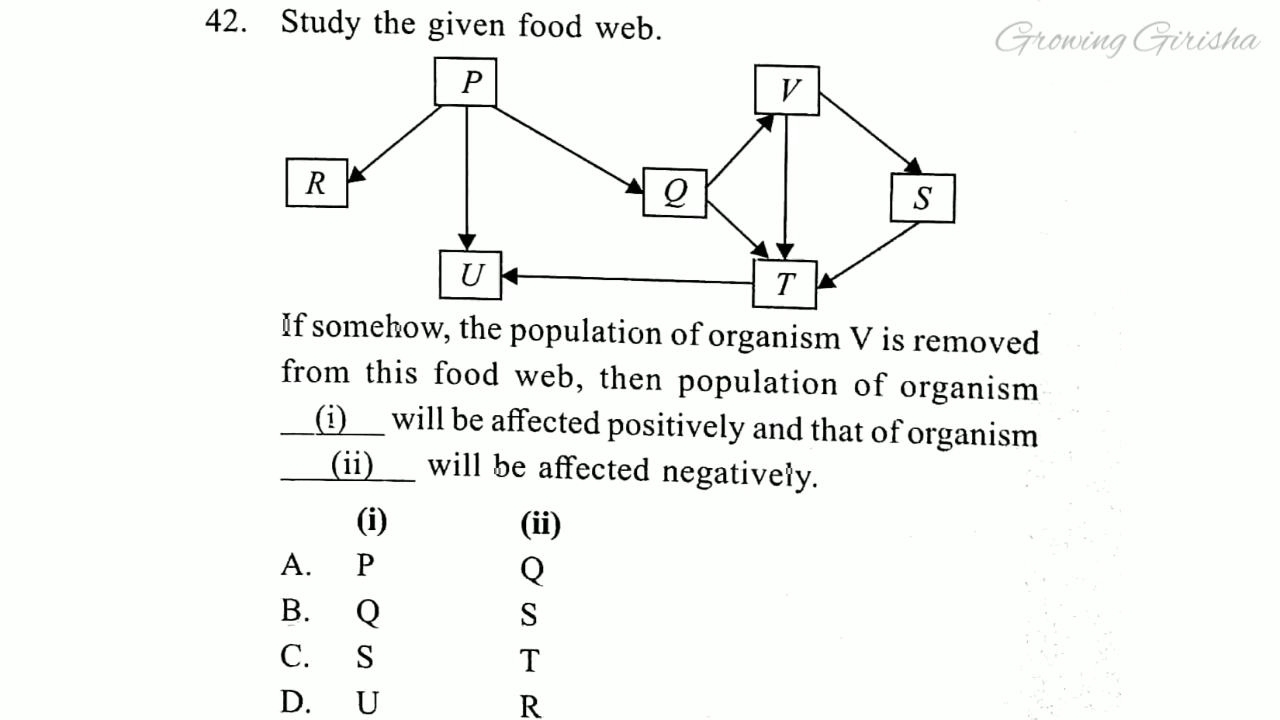 Growing Girisha
42. Study the given food web.
P
V
R
Q
S
U
T
If somehow, the population of organism V is removed
from this food web, then population of organism
(i) will be affected positively and that of organism
(ii) will be affected negatively.
(i) (ii)
A. P Q
B. Q S
C. S T
D. U R